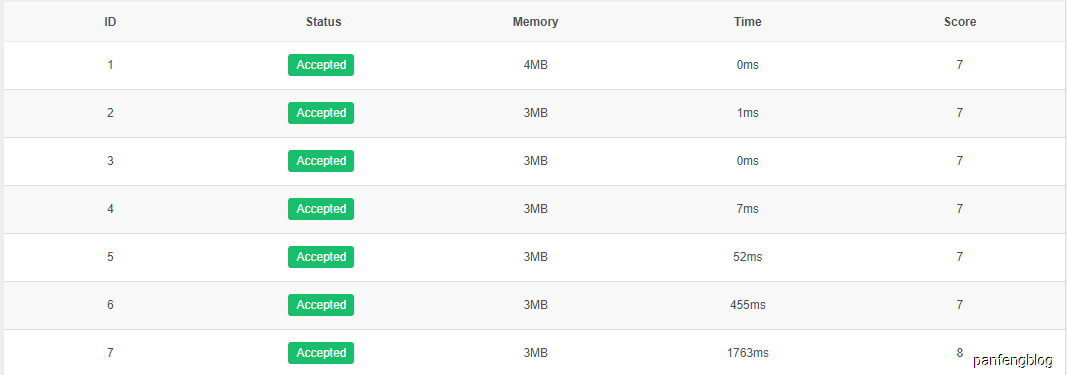 ID Status Memory Time Score
1 Accepted 4MB 0ms 7
2 Accepted 3MB 1ms 7
3 Accepted 3MB 0ms 7
4 Accepted 3MB 7ms 7
5 Accepted 3MB 52ms 7
6 Accepted 3MB 455ms 7
7 Accepted 3MB 1763ms 8
panfengblog